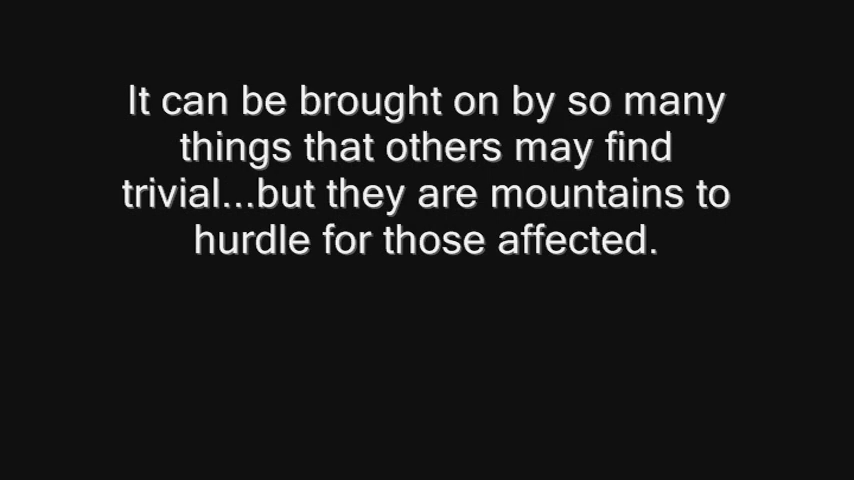 It can be brought on by so many
things that others may find
trivial...but they are mountains to
hurdle for those affected.